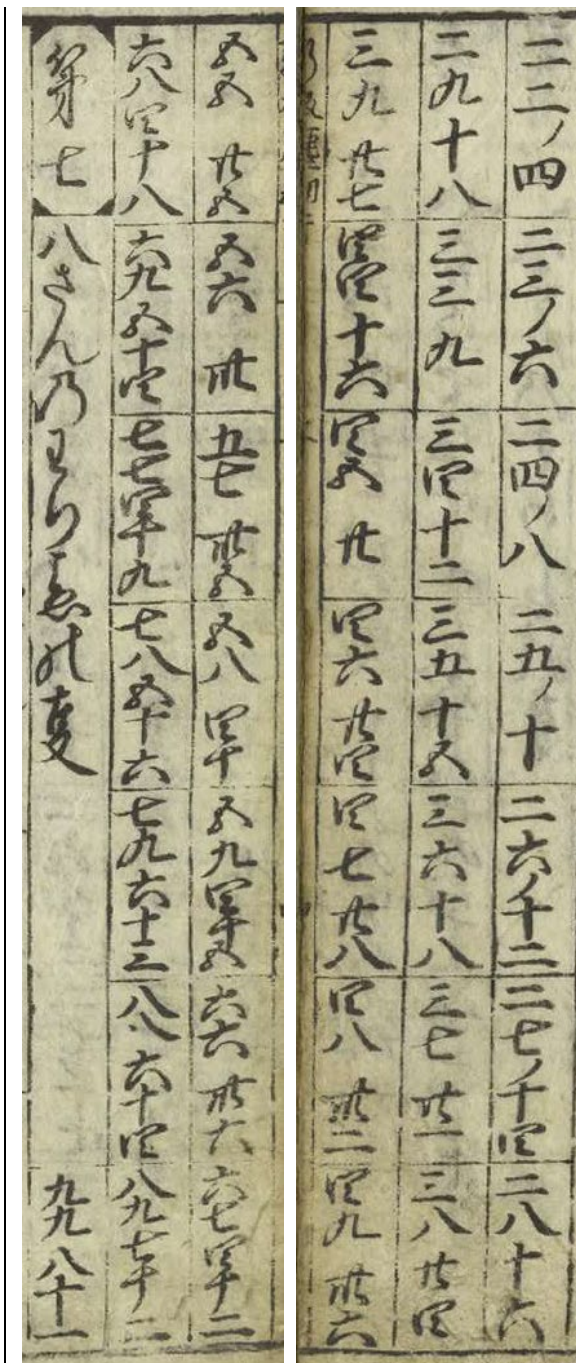 二二ノ四 二三ノ六 二四ノ八 二五ノ十 二六ノ十二 二七ノ十四 二八十六
二九十八 三三九 三四十二 三五十五 三六十八 三七廿一 三八廿四
三九廿七 四四十六 四五廿 四六廿四 四七廿八 四八卅二 四九卅六
五五廿五 五六卅 五七卅五 五八四十 五九四十五 六六卅六 六七四十二
六八四十八 六九五十四 七七四十九 七八五十六 七九六十三 八八六十四 八九七十二
第七 八さんのわりこゑの事 九九八十一